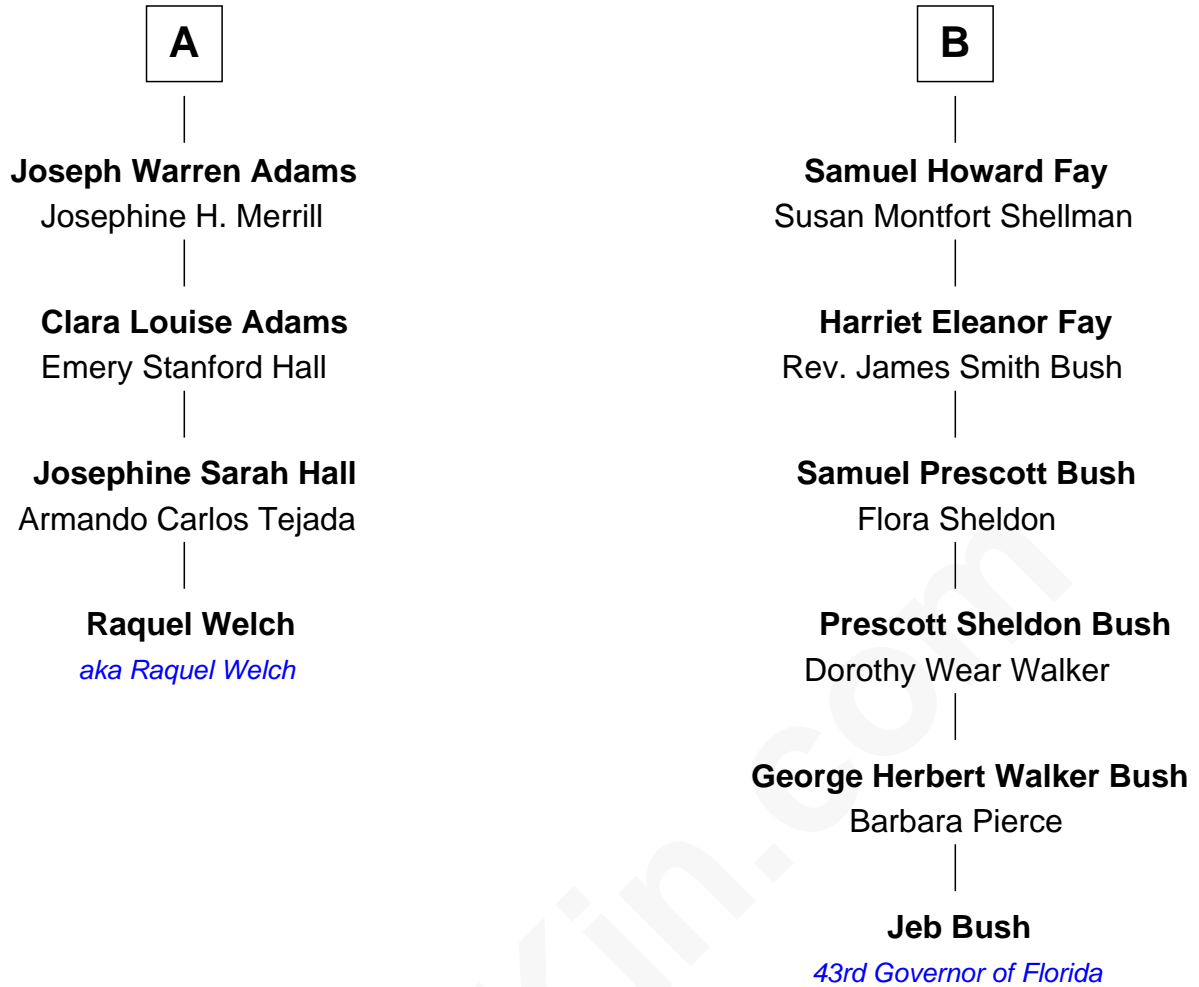 A
Joseph Warren Adams
Josephine H. Merrill
Clara Louise Adams
Emery Stanford Hall
Josephine Sarah Hall
Armando Carlos Tejada
Raquel Welch
aka Raquel Welch
B
Samuel Howard Fay
Susan Montfort Shellman
Harriet Eleanor Fay
Rev. James Smith Bush
Samuel Prescott Bush
Flora Sheldon
Prescott Sheldon Bush
Dorothy Wear Walker
George Herbert Walker Bush
Barbara Pierce
Jeb Bush
43rd Governor of Florida
Kin.com